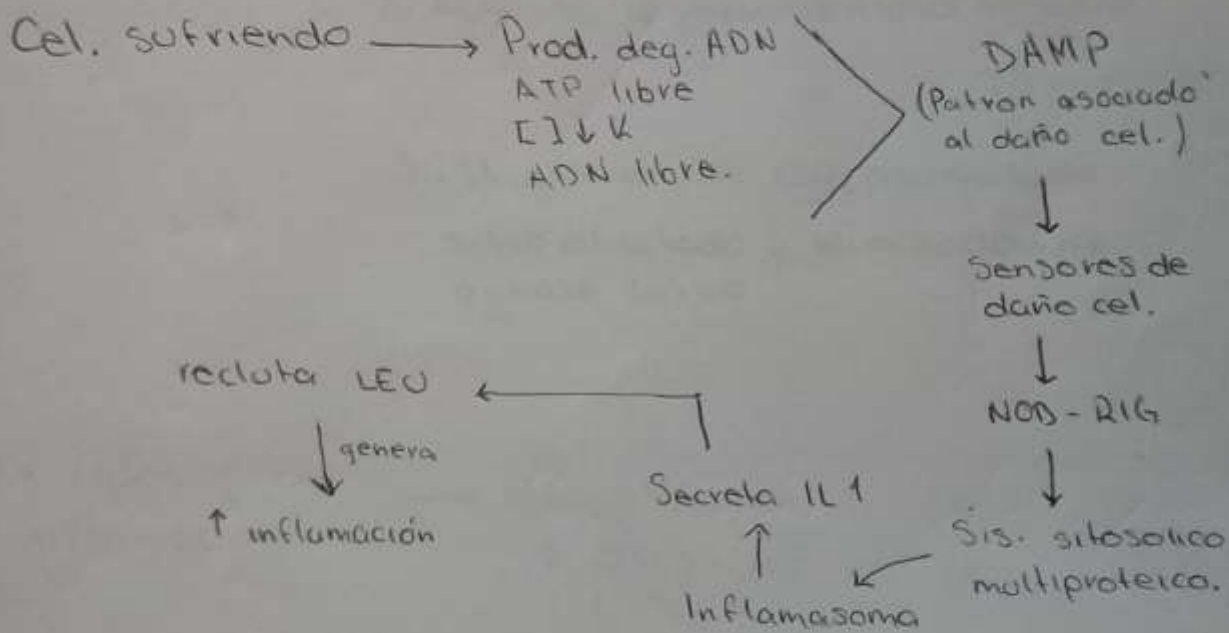 Cel. sufriendo → Prod. deg. ADN
ATP libre
[ ] ↓ K
ADN libre.
DAMP
(Patron asociado
al daño cel.)
↓
Sensores de
daño cel.
↓
NOD - RIG
↓
Sis. sitosolico
multiproteico.
Inflamasoma
↑
Secreta IL 1
recluta LEU
↓ genera
↑ inflamación